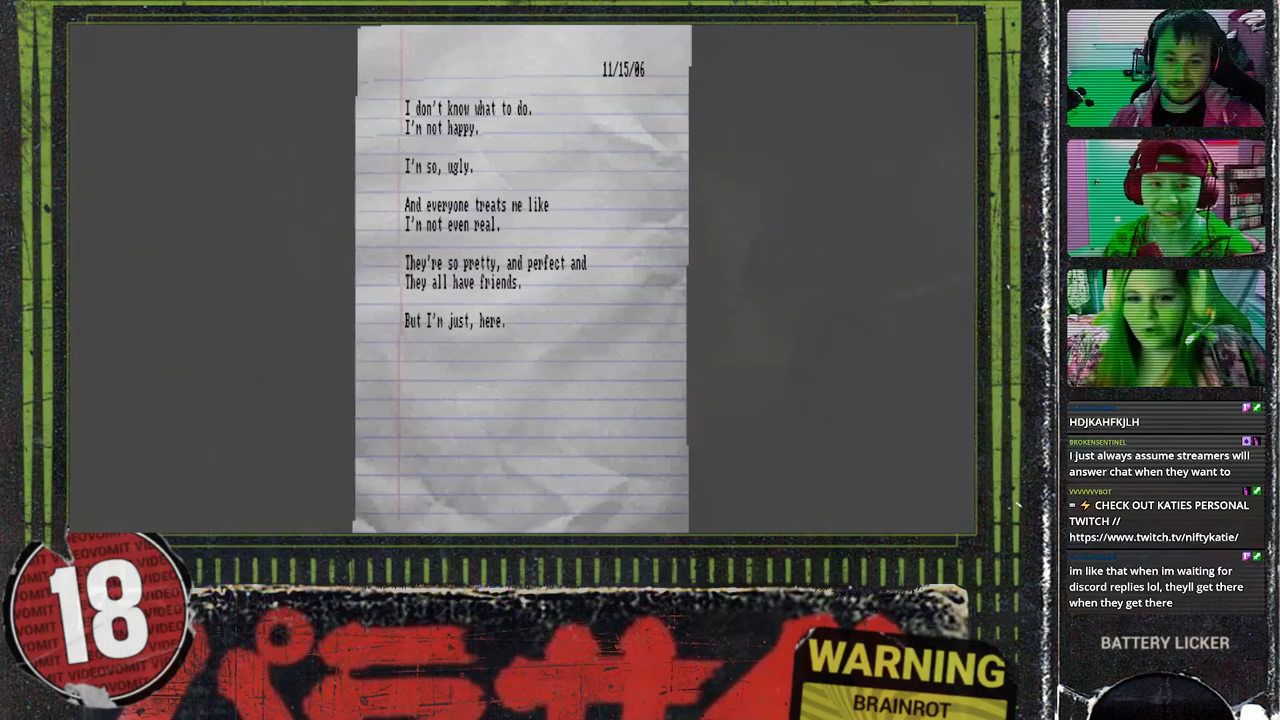 11/15/06
I don't know what to do.
I'm not happy.
I'm so, ugly.
And everyone treats me like
I'm not even real.
They're so pretty, and perfect and
They all have friends.
But I'm just, here.
HDJKAHFKJLH
BROKENSENTINEL
I just always assume streamers will
answer chat when they want to
VVVVVVVBOT
= ⚡ CHECK OUT KATIES PERSONAL
TWITCH //
https://www.twitch.tv/niftykatie/
im like that when im waiting for
discord replies lol, theyll get there
when they get there
BATTERY LICKER
VIDEOVOMIT
18
WARNING
BRAINROT